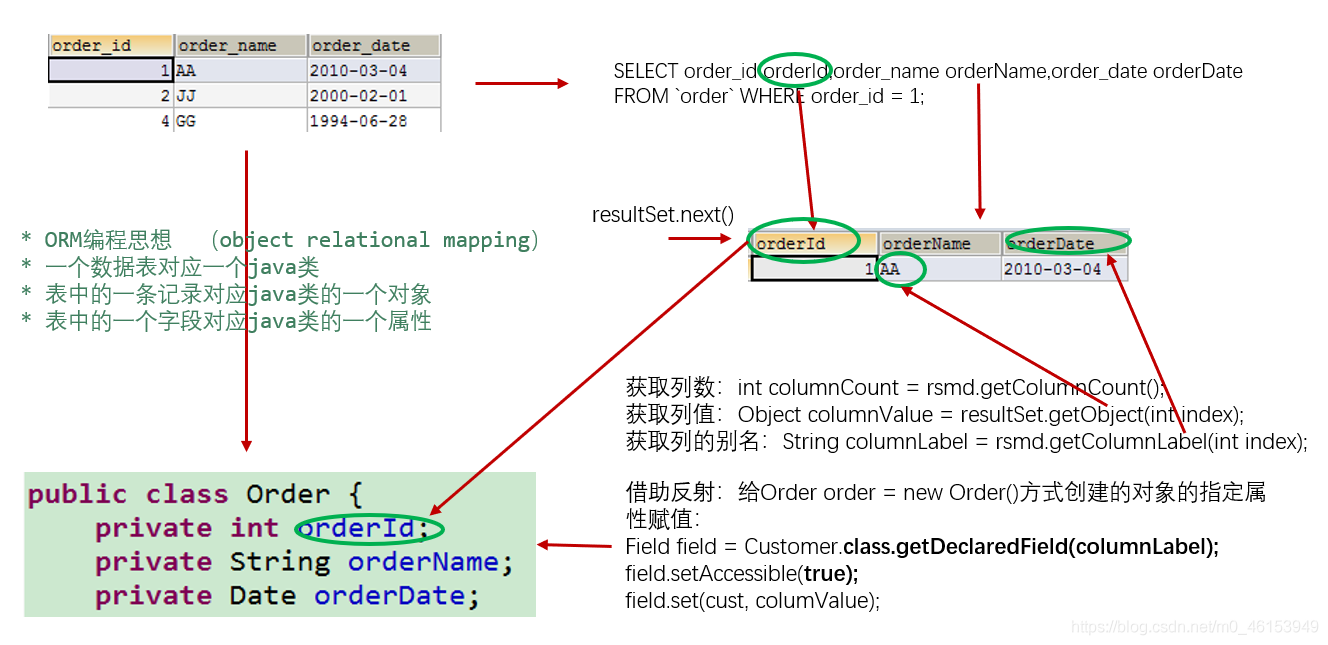 order_id order_name order_date
1 AA 2010-03-04
2 JJ 2000-02-01
4 GG 1994-06-28
SELECT order_id orderId,order_name orderName,order_date orderDate
FROM `order` WHERE order_id = 1;
resultSet.next()
orderId orderName orderDate
1 AA 2010-03-04
* ORM编程思想 （object relational mapping）
* 一个数据表对应一个java类
* 表中的一条记录对应java类的一个对象
* 表中的一个字段对应java类的一个属性
获取列数：int columnCount = rsmd.getColumnCount();
获取列值：Object columnValue = resultSet.getObject(int index);
获取列的别名：String columnLabel = rsmd.getColumnLabel(int index);
借助反射：给Order order = new Order()方式创建的对象的指定属
性赋值：
Field field = Customer.class.getDeclaredField(columnLabel);
field.setAccessible(true);
field.set(cust, columValue);
public class Order {
private int orderId;
private String orderName;
private Date orderDate;
https://blog.csdn.net/m0_46153949